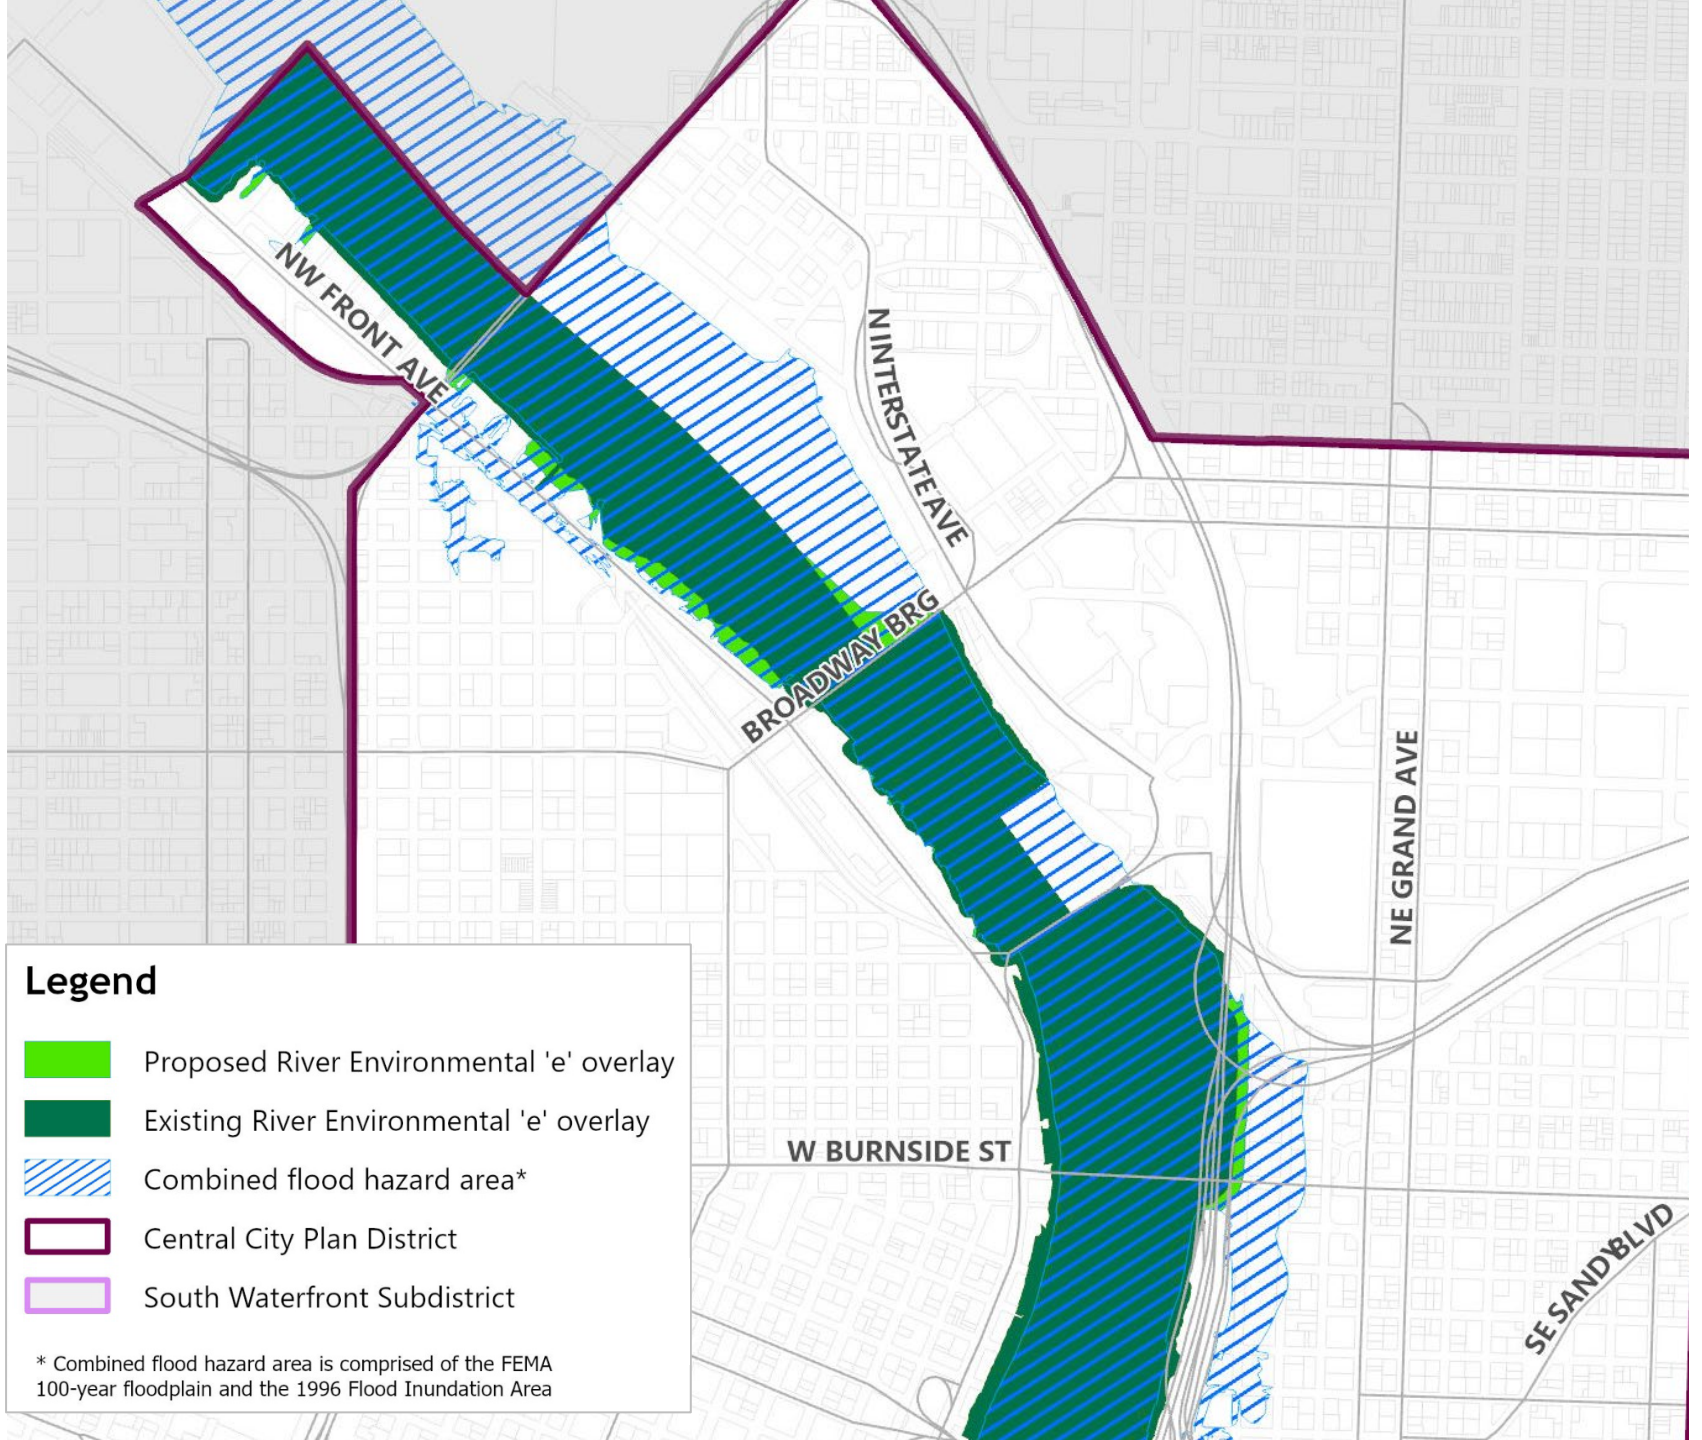 NW FRONT AVE
N INTERSTATE AVE
BROADWAY BRG
NE GRAND AVE
W BURNSIDE ST
SE SANDY BLVD
Legend
Proposed River Environmental 'e' overlay
Existing River Environmental 'e' overlay
Combined flood hazard area*
Central City Plan District
South Waterfront Subdistrict
* Combined flood hazard area is comprised of the FEMA
100-year floodplain and the 1996 Flood Inundation Area